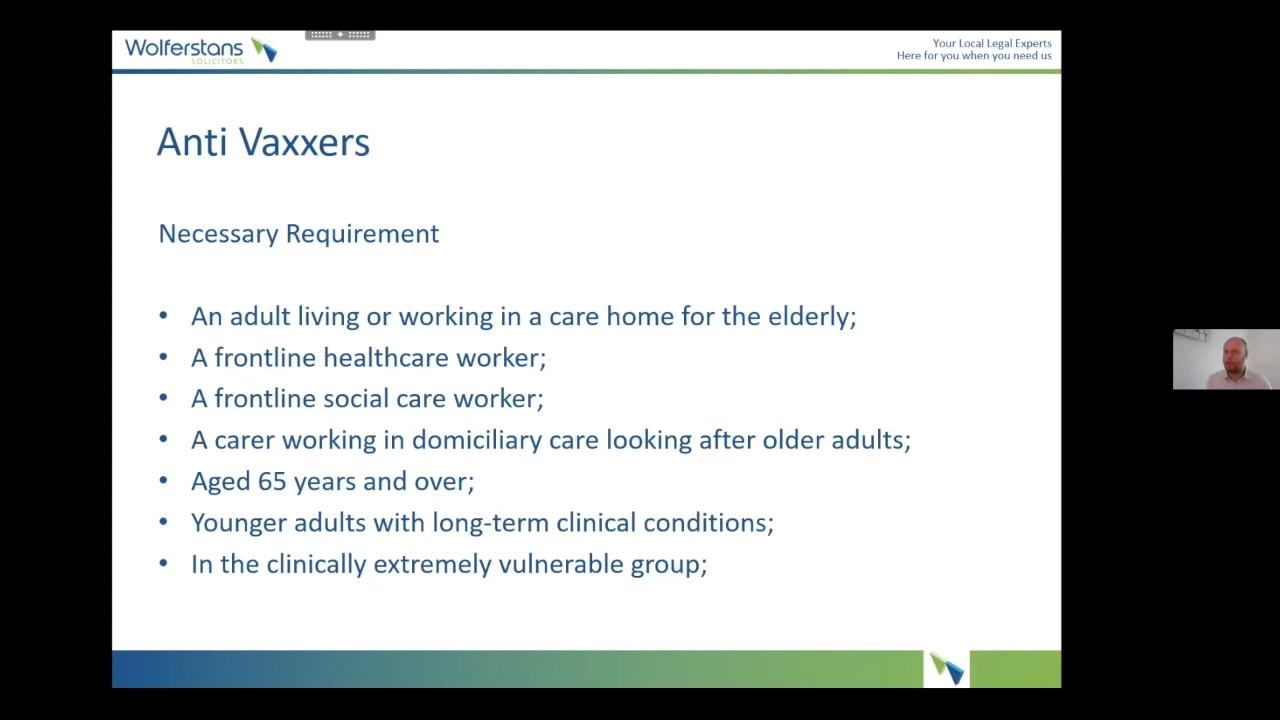 Wolferstans
SOLICITORS
Your Local Legal Experts
Here for you when you need us
Anti Vaxxers
Necessary Requirement
• An adult living or working in a care home for the elderly;
• A frontline healthcare worker;
• A frontline social care worker;
• A carer working in domiciliary care looking after older adults;
• Aged 65 years and over;
• Younger adults with long-term clinical conditions;
• In the clinically extremely vulnerable group;